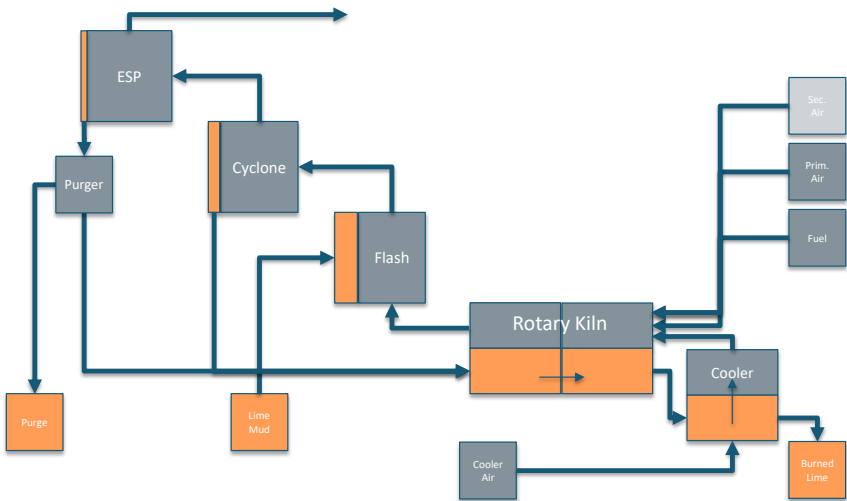 ESP
Sec.
Air
Cyclone
Prim.
Air
Purger
Fuel
Flash
Rotary Kiln
Cooler
Purge
Lime
Mud
Cooler
Air
Burned
Lime